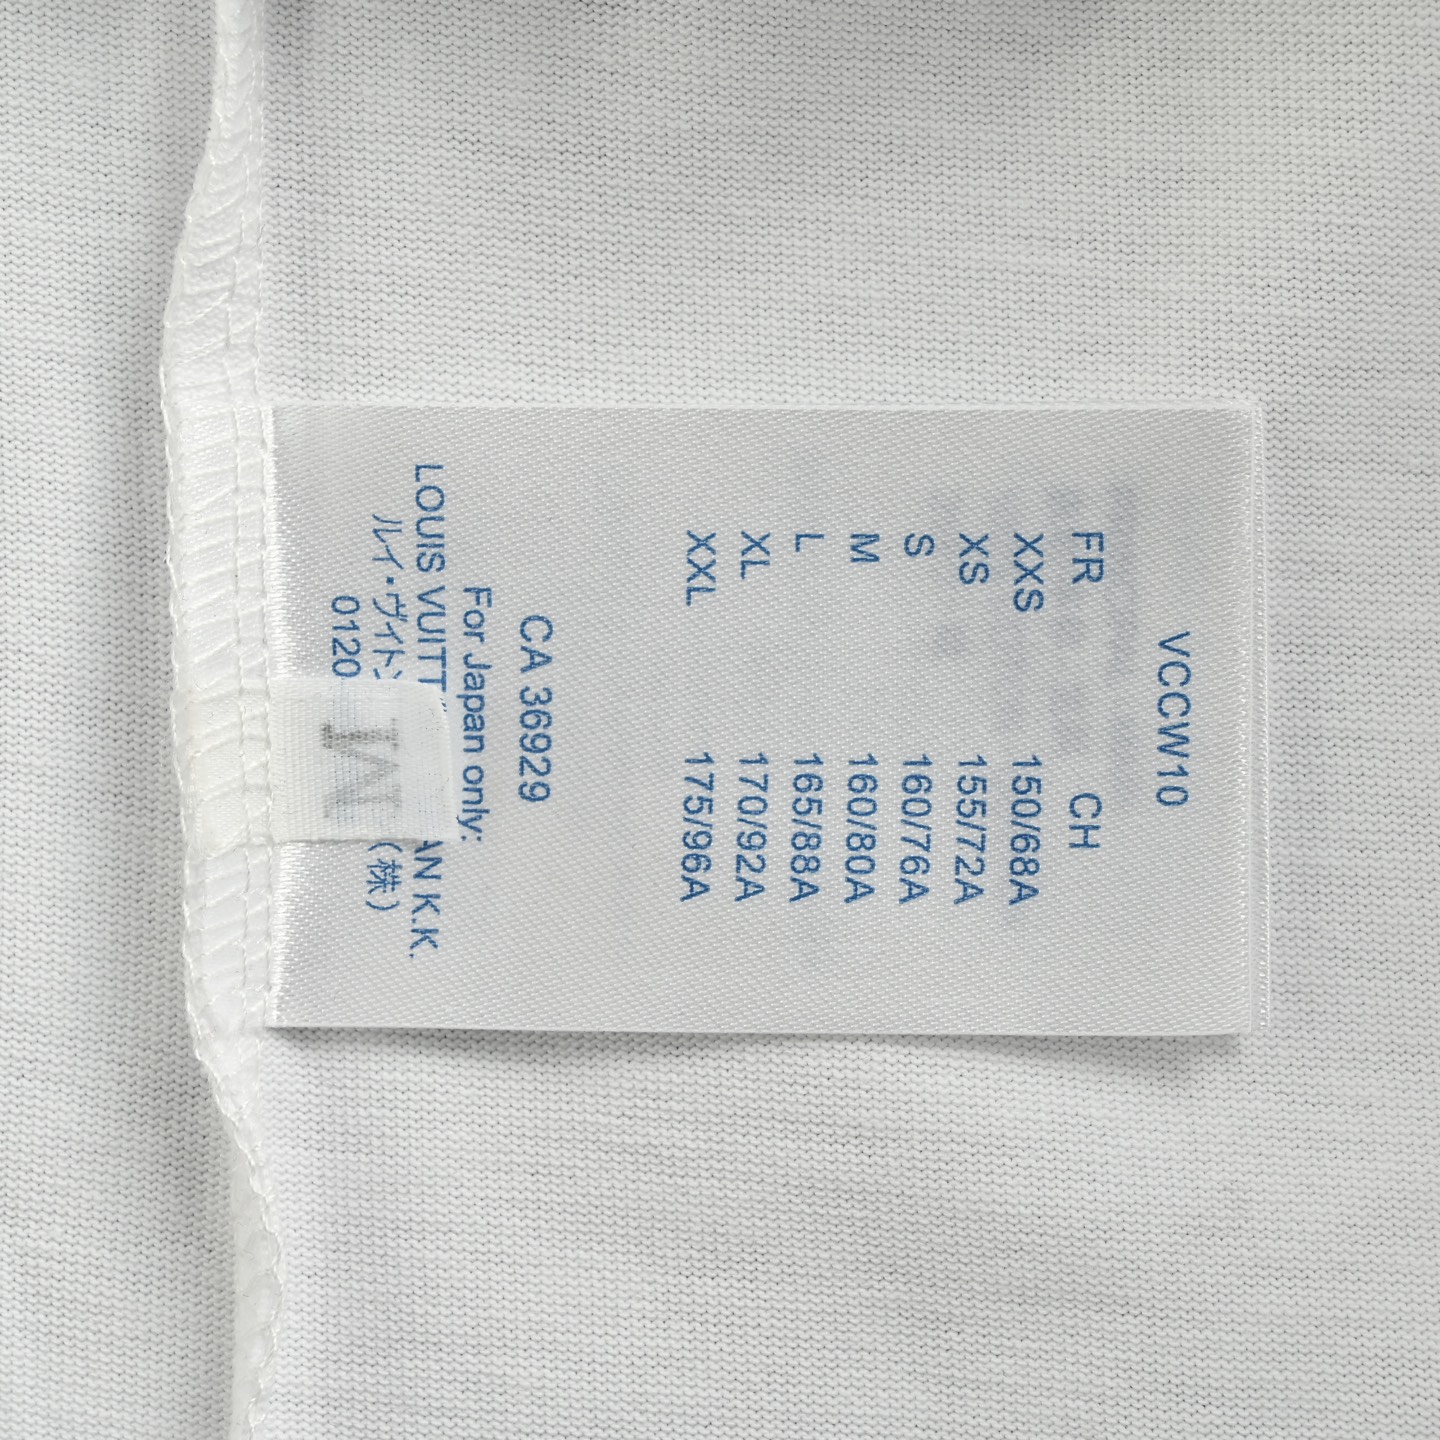 VCCW10
FR CH
XXS 150/68A
XS 155/72A
S 160/76A
M 160/80A
L 165/88A
XL 170/92A
XXL 175/96A
CA 36929
For Japan only:
LOUIS VUITT AN K.K.
ルイ・ヴィトン (株)
0120